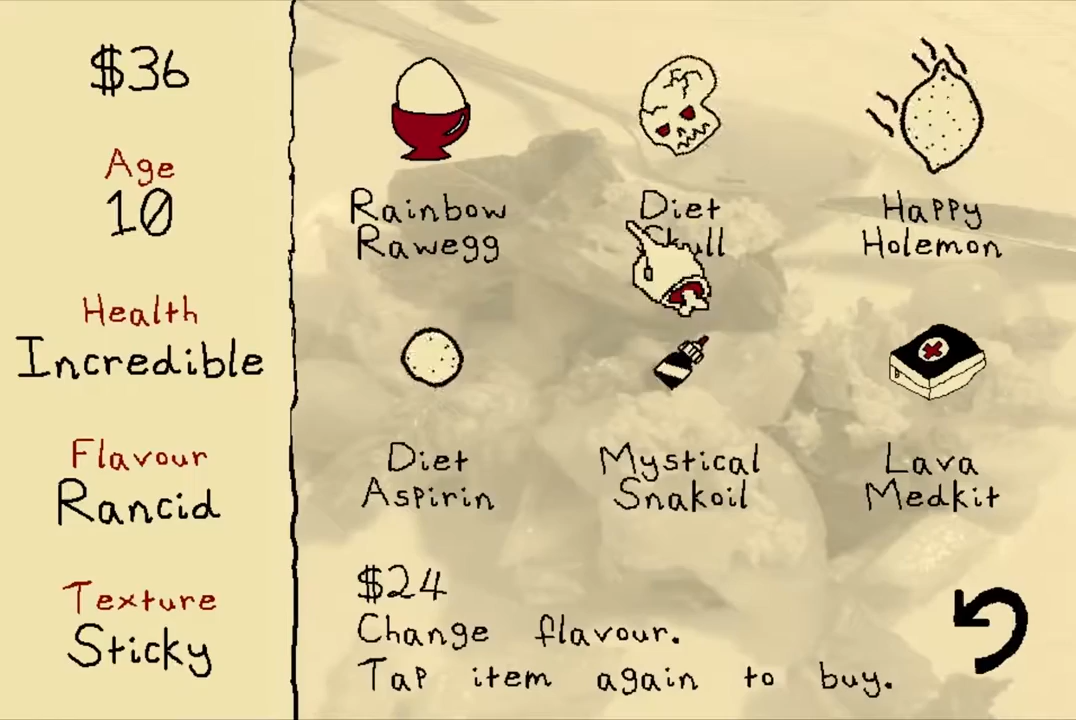 $36
Age
10
Health
Incredible
Flavour
Rancid
Texture
Sticky
Rainbow
Rawegg
Diet
Skull
Happy
Holemon
Diet
Aspirin
Mystical
Snakoil
Lava
Medkit
$24
Change flavour.
Tap item again to buy.